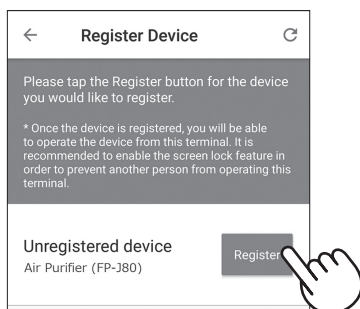 Register Device
Please tap the Register button for the device
you would like to register.
* Once the device is registered, you will be able
to operate the device from this terminal. It is
recommended to enable the screen lock feature in
order to prevent another person from operating this
terminal.
Unregistered device
Register
Air Purifier (FP-J80)